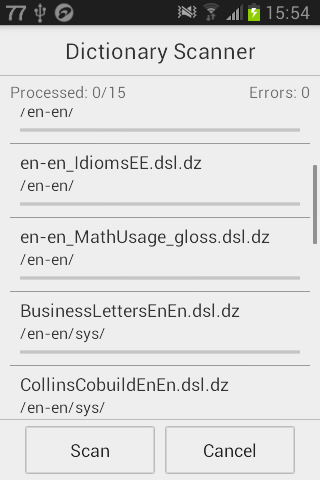 77 15:54
Dictionary Scanner
Processed: 0/15 Errors: 0
/en-en/
en-en_IdiomsEE.dsl.dz
/en-en/
en-en_MathUsage_gloss.dsl.dz
/en-en/
BusinessLettersEnEn.dsl.dz
/en-en/sys/
CollinsCobuildEnEn.dsl.dz
/en-en/sys/
Scan Cancel